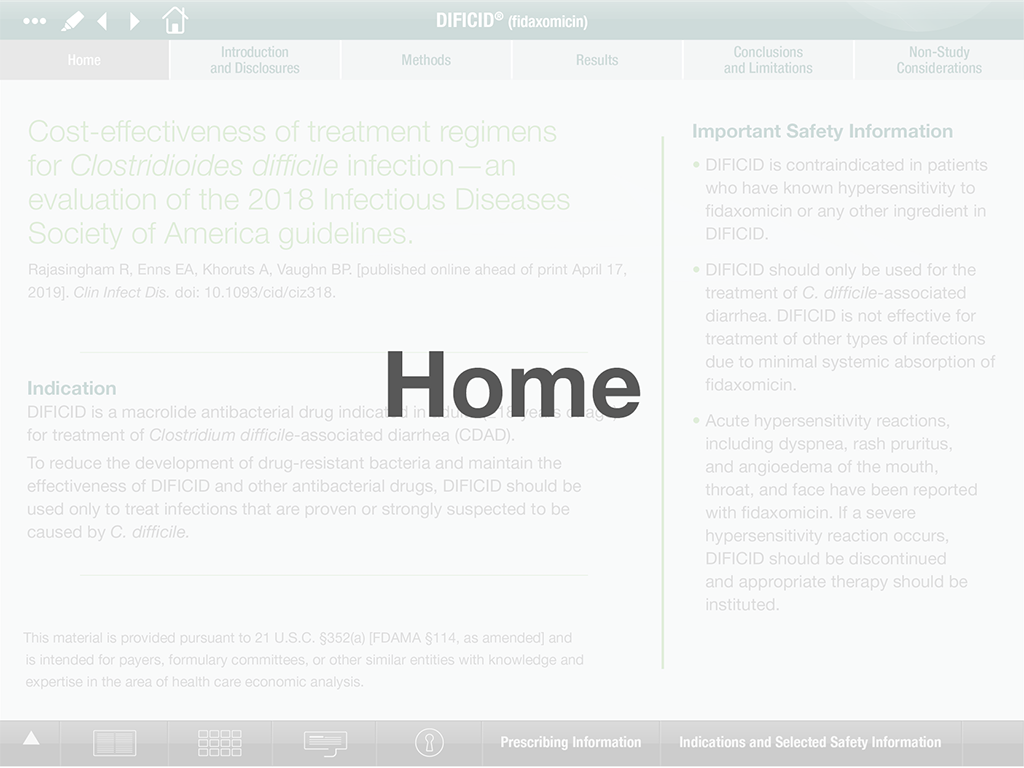 DIFICID® (fidaxomicin)
Home
Introduction
and Disclosures
Methods
Results
Conclusions
and Limitations
Non-Study
Considerations
Cost-effectiveness of treatment regimens
for Clostridioides difficile infection—an
evaluation of the 2018 Infectious Diseases
Society of America guidelines.
Rajasingham R, Enns EA, Khoruts A, Vaughn BP. [published online ahead of print April 17,
2019]. Clin Infect Dis. doi: 10.1093/cid/ciz318.
Home
Indication
DIFICID is a macrolide antibacterial drug indicated in
for treatment of Clostridium difficile-associated diarrhea (CDAD).
To reduce the development of drug-resistant bacteria and maintain the
effectiveness of DIFICID and other antibacterial drugs, DIFICID should be
used only to treat infections that are proven or strongly suspected to be
caused by C. difficile.
This material is provided pursuant to 21 U.S.C. §352(a) [FDAMA §114, as amended] and
is intended for payers, formulary committees, or other similar entities with knowledge and
expertise in the area of health care economic analysis.
Important Safety Information
• DIFICID is contraindicated in patients
who have known hypersensitivity to
fidaxomicin or any other ingredient in
DIFICID.
• DIFICID should only be used for the
treatment of C. difficile-associated
diarrhea. DIFICID is not effective for
treatment of other types of infections
due to minimal systemic absorption of
fidaxomicin.
• Acute hypersensitivity reactions,
including dyspnea, rash pruritus,
and angioedema of the mouth,
throat, and face have been reported
with fidaxomicin. If a severe
hypersensitivity reaction occurs,
DIFICID should be discontinued
and appropriate therapy should be
instituted.
Prescribing Information
Indications and Selected Safety Information